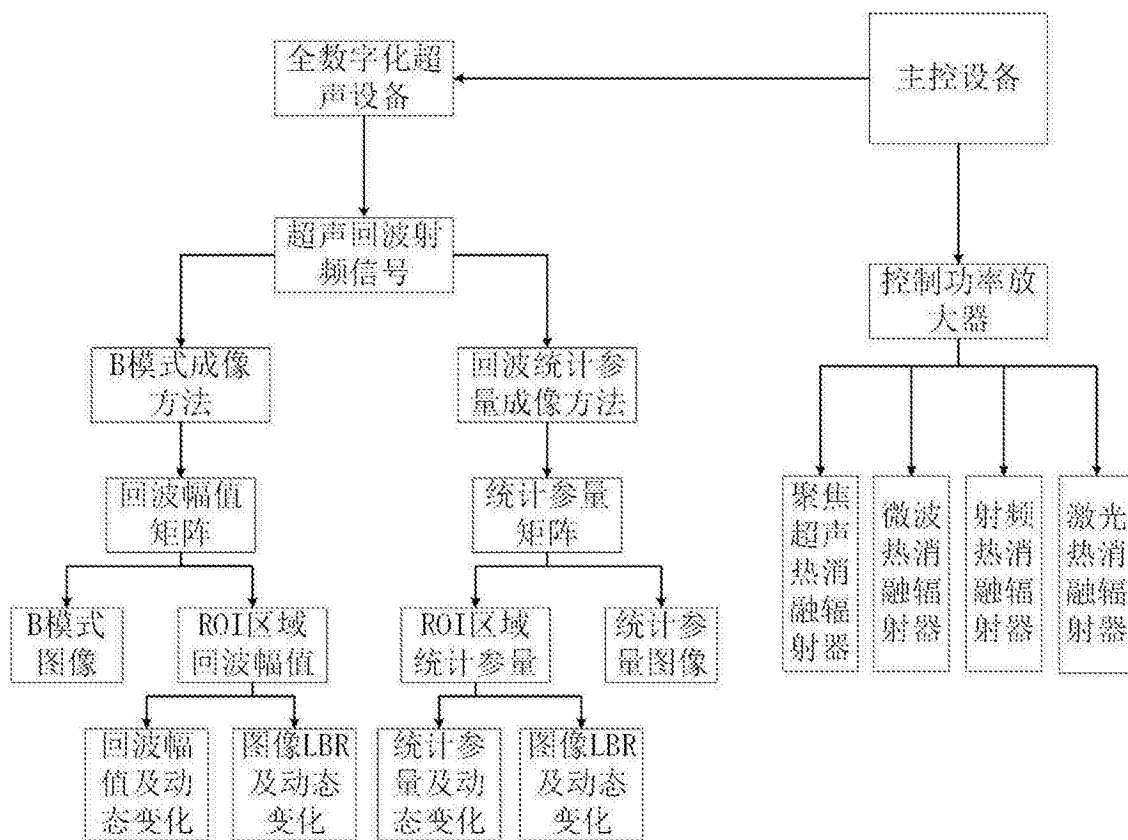 全数字化超
声设备
主控设备
超声回波射
频信号
控制功率放
大器
B模式成像
方法
回波统计参
量成像方法
回波幅值
矩阵
统计参量
矩阵
聚焦
超声
热消
融辐
射器
微波
热消
融辐
射器
射频
热消
融辐
射器
激光
热消
融辐
射器
B模式
图像
ROI区域
回波幅值
ROI区域
统计参量
统计参
量图像
回波幅
值及动
态变化
图像LBR
及动态
变化
统计参
量及动
态变化
图像LBR
及动态
变化